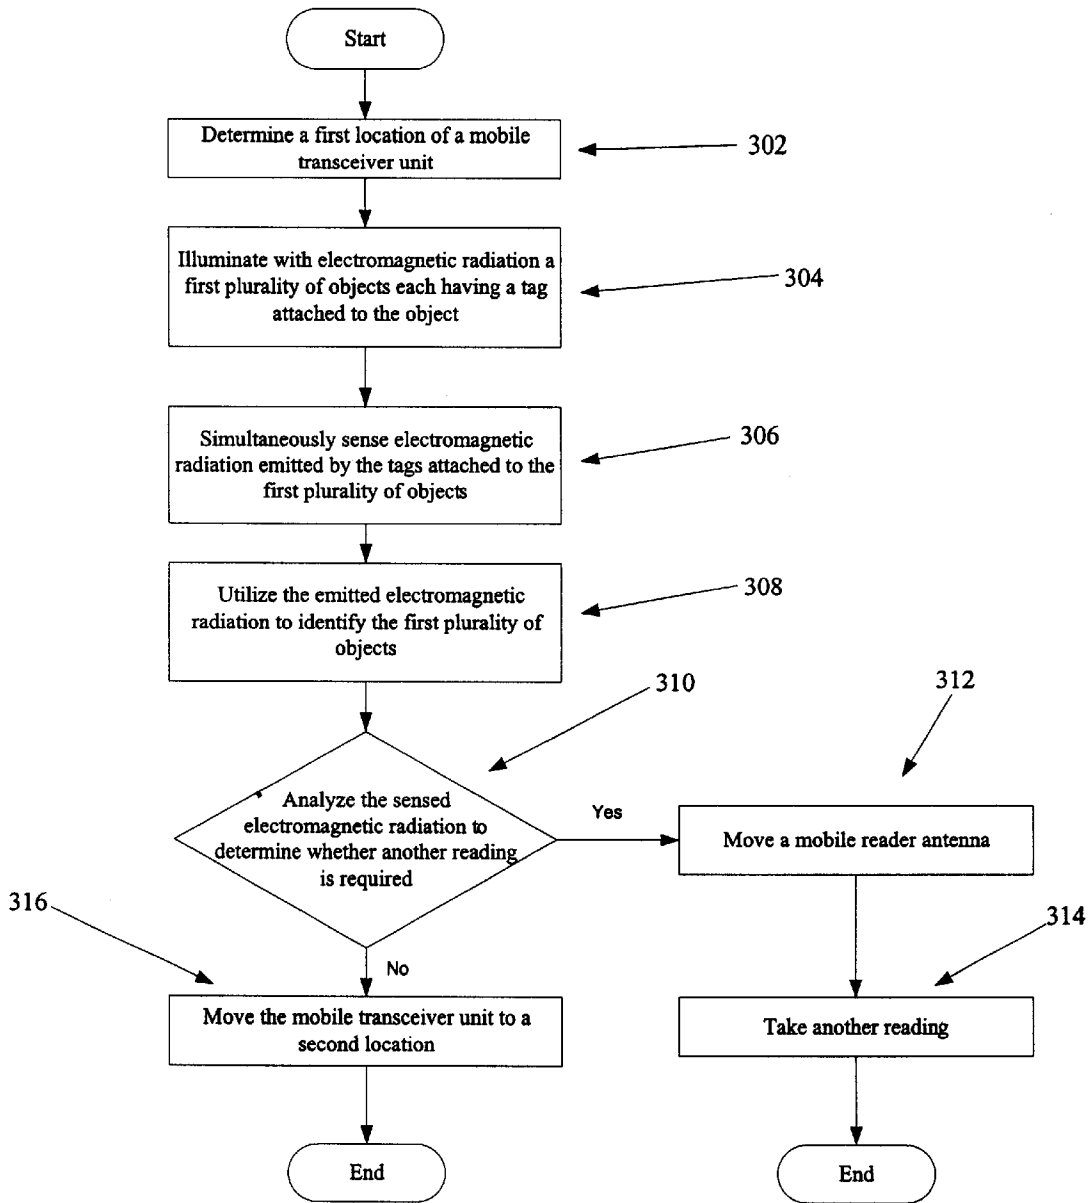 Start
Determine a first location of a mobile
transceiver unit
302
Illuminate with electromagnetic radiation a
first plurality of objects each having a tag
attached to the object
304
Simultaneously sense electromagnetic
radiation emitted by the tags attached to the
first plurality of objects
306
Utilize the emitted electromagnetic
radiation to identify the first plurality of
objects
308
310
312
Analyze the sensed
electromagnetic radiation to
determine whether another reading
is required
Yes
Move a mobile reader antenna
316
314
No
Move the mobile transceiver unit to a
second location
Take another reading
End
End